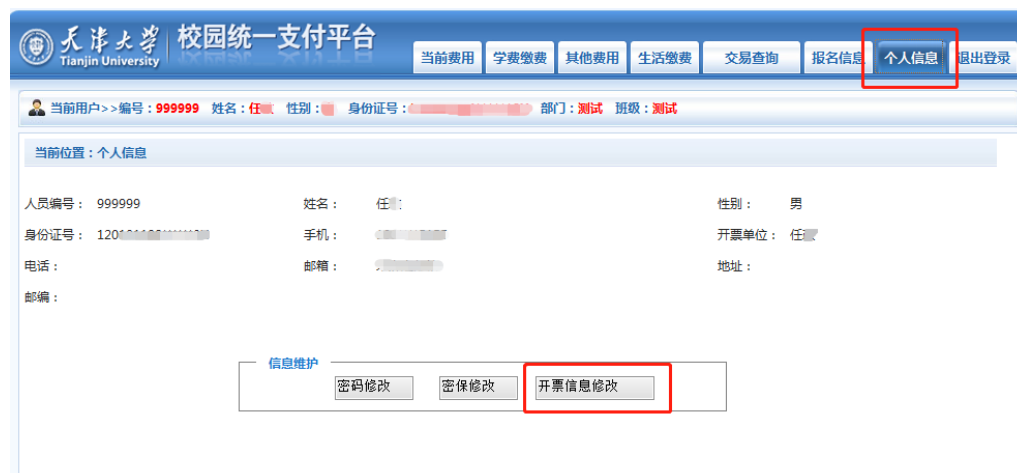 天津大学 校园统一支付平台
Tianjin University
当前费用 学费缴费 其他费用 生活缴费 交易查询 报名信息 个人信息 退出登录
当前用户>>编号：999999 姓名：任 性别： 身份证号： 部门：测试 班级：测试
当前位置：个人信息
人员编号： 999999 姓名： 任 性别： 男
身份证号： 120 手机： 开票单位： 任
电话： 邮箱： 地址：
邮编：
信息维护
密码修改 密保修改 开票信息修改